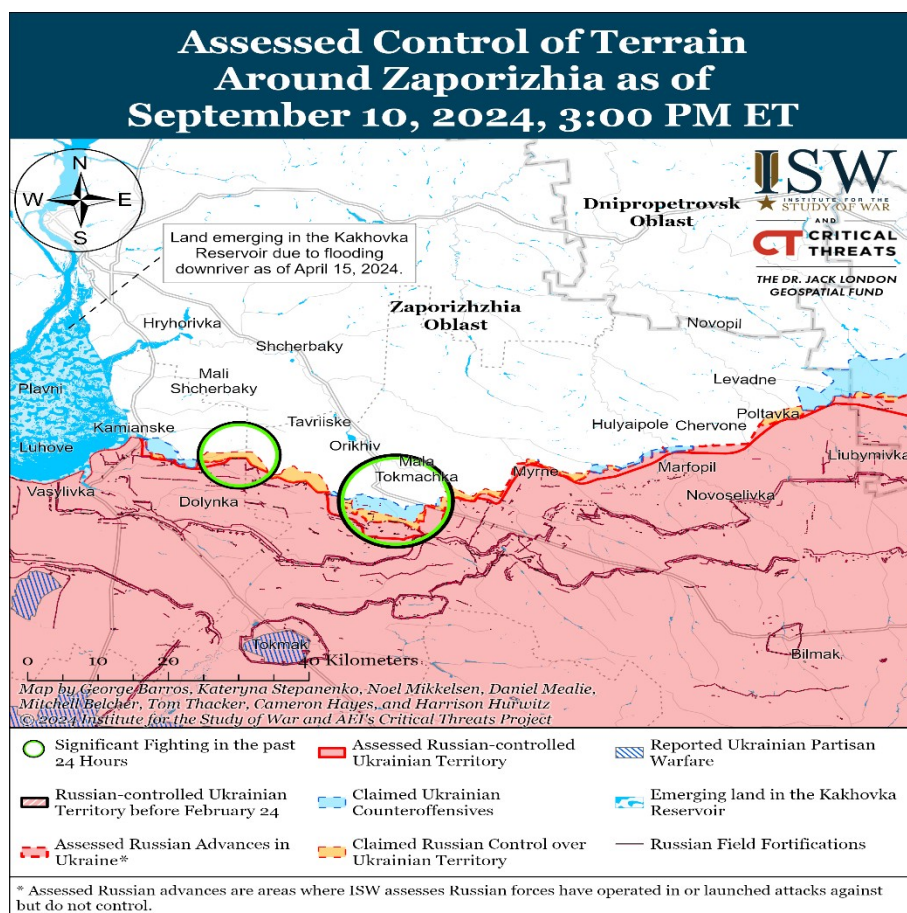 Assessed Control of Terrain
Around Zaporizhia as of
September 10, 2024, 3:00 PM ET
N
W E
S
ISW
INSTITUTE FOR THE
STUDY OF WAR
AND
CT CRITICAL
THREATS
THE DR. JACK LONDON
GEOSPATIAL FUND
Dnipropetrovsk
Oblast
Land emerging in the Kakhovka
Reservoir due to flooding
downriver as of April 15, 2024.
Zaporizhzhia
Oblast
Hryhorivka
Novopil
Shcherbaky
Mali
Shcherbaky
Levadne
Plavni
Poltavka
Tavriiske
Kamianske
Hulyaipole
Chervone
Orikhiv
Luhove
Mala
Tokmachka
Myrne
Marfopil
Liubymivka
Vasylivka
Dolynka
Novoselivka
Tokmak
Bilmak
0 20 40 Kilometers
Map by George Barros, Kateryna Stepanenko, Noel Mikkelsen, Daniel Mealie,
Mitchell Belcher, Tom Thacker, Cameron Hayes, and Harrison Hurwitz
© 2024 Institute for the Study of War and AEI's Critical Threats Project
Significant Fighting in the past
24 Hours
Assessed Russian-controlled
Ukrainian Territory
Reported Ukrainian Partisan
Warfare
Russian-controlled Ukrainian
Territory before February 24
Claimed Ukrainian
Counteroffensives
Emerging land in the Kakhovka
Reservoir
Assessed Russian Advances in
Ukraine*
Claimed Russian Control over
Ukrainian Territory
Russian Field Fortifications
* Assessed Russian advances are areas where ISW assesses Russian forces have operated in or launched attacks against
but do not control.